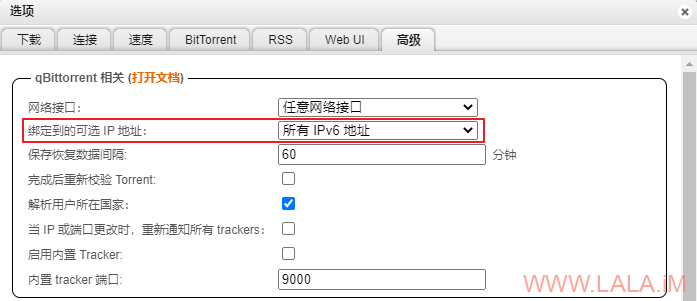 选项
下载 连接 速度 BitTorrent RSS Web UI 高级
qBittorrent 相关 (打开文档)
网络接口： 任意网络接口
绑定到的可选 IP 地址： 所有 IPv6 地址
保存恢复数据间隔: 60 分钟
完成后重新校验 Torrent:
解析用户所在国家：
当 IP 或端口更改时，重新通知所有 trackers：
启用内置 Tracker:
内置 tracker 端口: 9000
WWW.LALA.iM